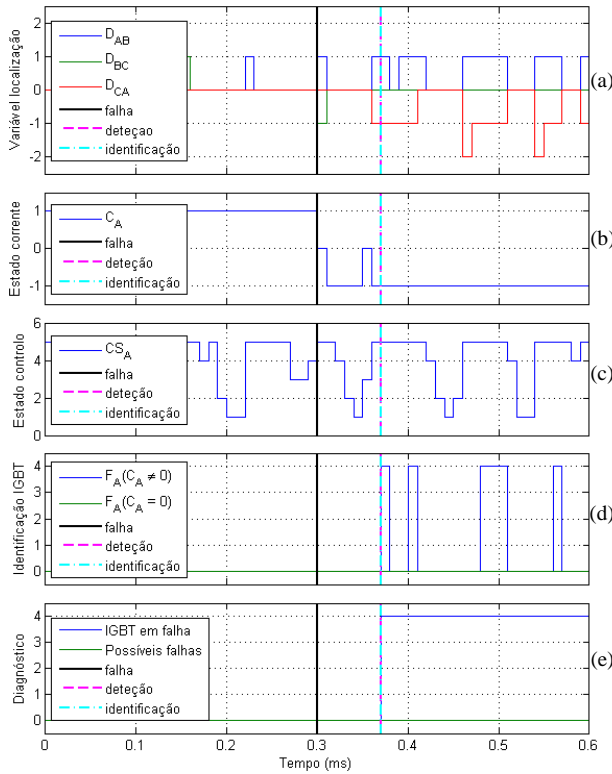 Variável localização
2
1
0
-1
-2
D_AB
D_BC
D_CA
falha
deteçao
identificação
(a)
Estado corrente
1
0
-1
C_A
falha
deteção
identificação
(b)
Estado controlo
6
4
2
0
CS_A
falha
deteção
identificação
(c)
Identificação IGBT
4
3
2
1
0
F_A(C_A ≠ 0)
F_A(C_A = 0)
falha
deteção
identificação
(d)
Diagnóstico
4
3
2
1
0
IGBT em falha
Possíveis falhas
falha
deteção
identificação
(e)
0 0.1 0.2 0.3 0.4 0.5 0.6
Tempo (ms)